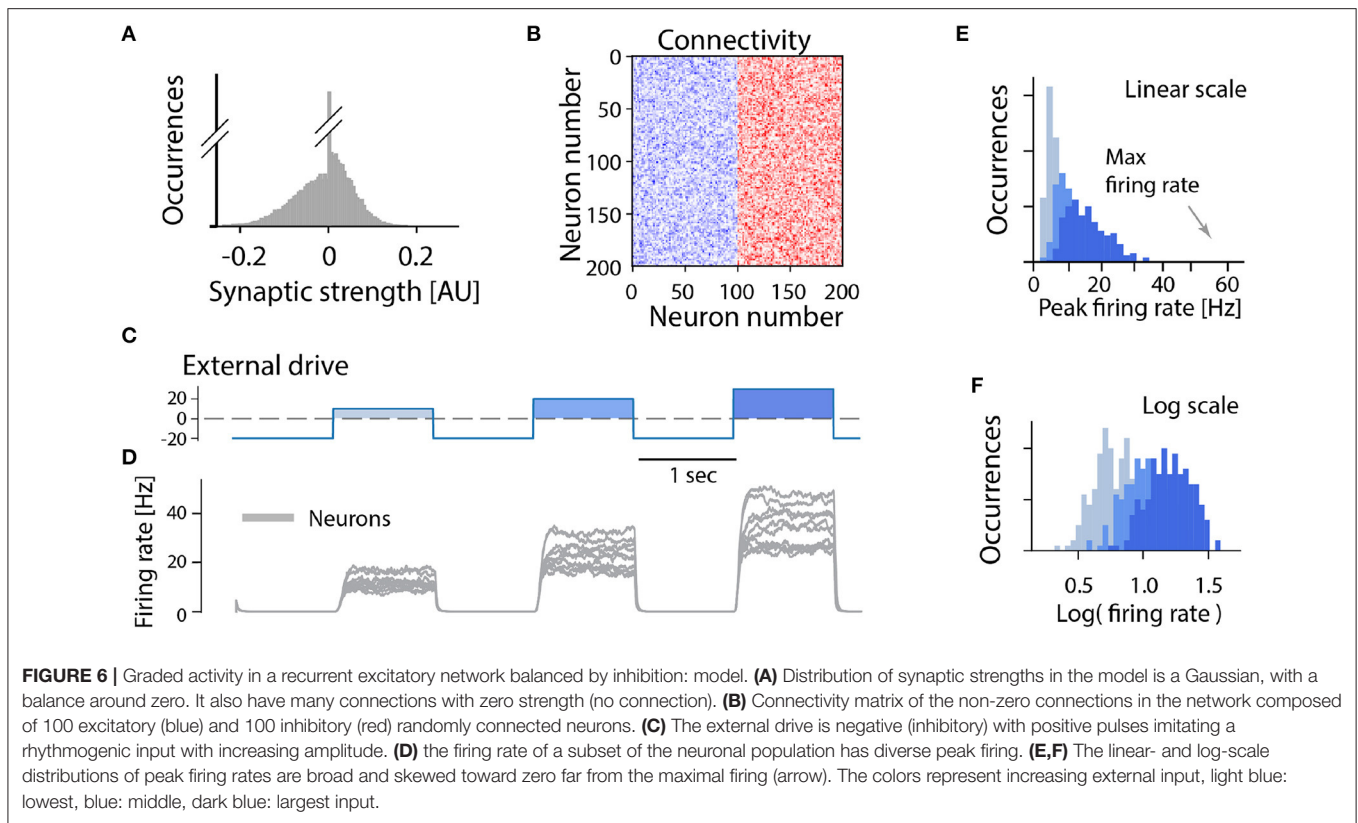 A
Occurrences
-0.2 0 0.2
Synaptic strength [AU]
B
Connectivity
Neuron number
0
50
100
150
200
0 50 100 150 200
Neuron number
C
External drive
20
0
-20
1 sec
D
Firing rate [Hz]
40
20
0
Neurons
E
Linear scale
Occurrences
Max
firing rate
0 20 40 60
Peak firing rate [Hz]
F
Log scale
Occurrences
0.5 1.0 1.5
Log( firing rate )
FIGURE 6 | Graded activity in a recurrent excitatory network balanced by inhibition: model. (A) Distribution of synaptic strengths in the model is a Gaussian, with a
balance around zero. It also have many connections with zero strength (no connection). (B) Connectivity matrix of the non-zero connections in the network composed
of 100 excitatory (blue) and 100 inhibitory (red) randomly connected neurons. (C) The external drive is negative (inhibitory) with positive pulses imitating a
rhythmogenic input with increasing amplitude. (D) the firing rate of a subset of the neuronal population has diverse peak firing. (E,F) The linear- and log-scale
distributions of peak firing rates are broad and skewed toward zero far from the maximal firing (arrow). The colors represent increasing external input, light blue:
lowest, blue: middle, dark blue: largest input.